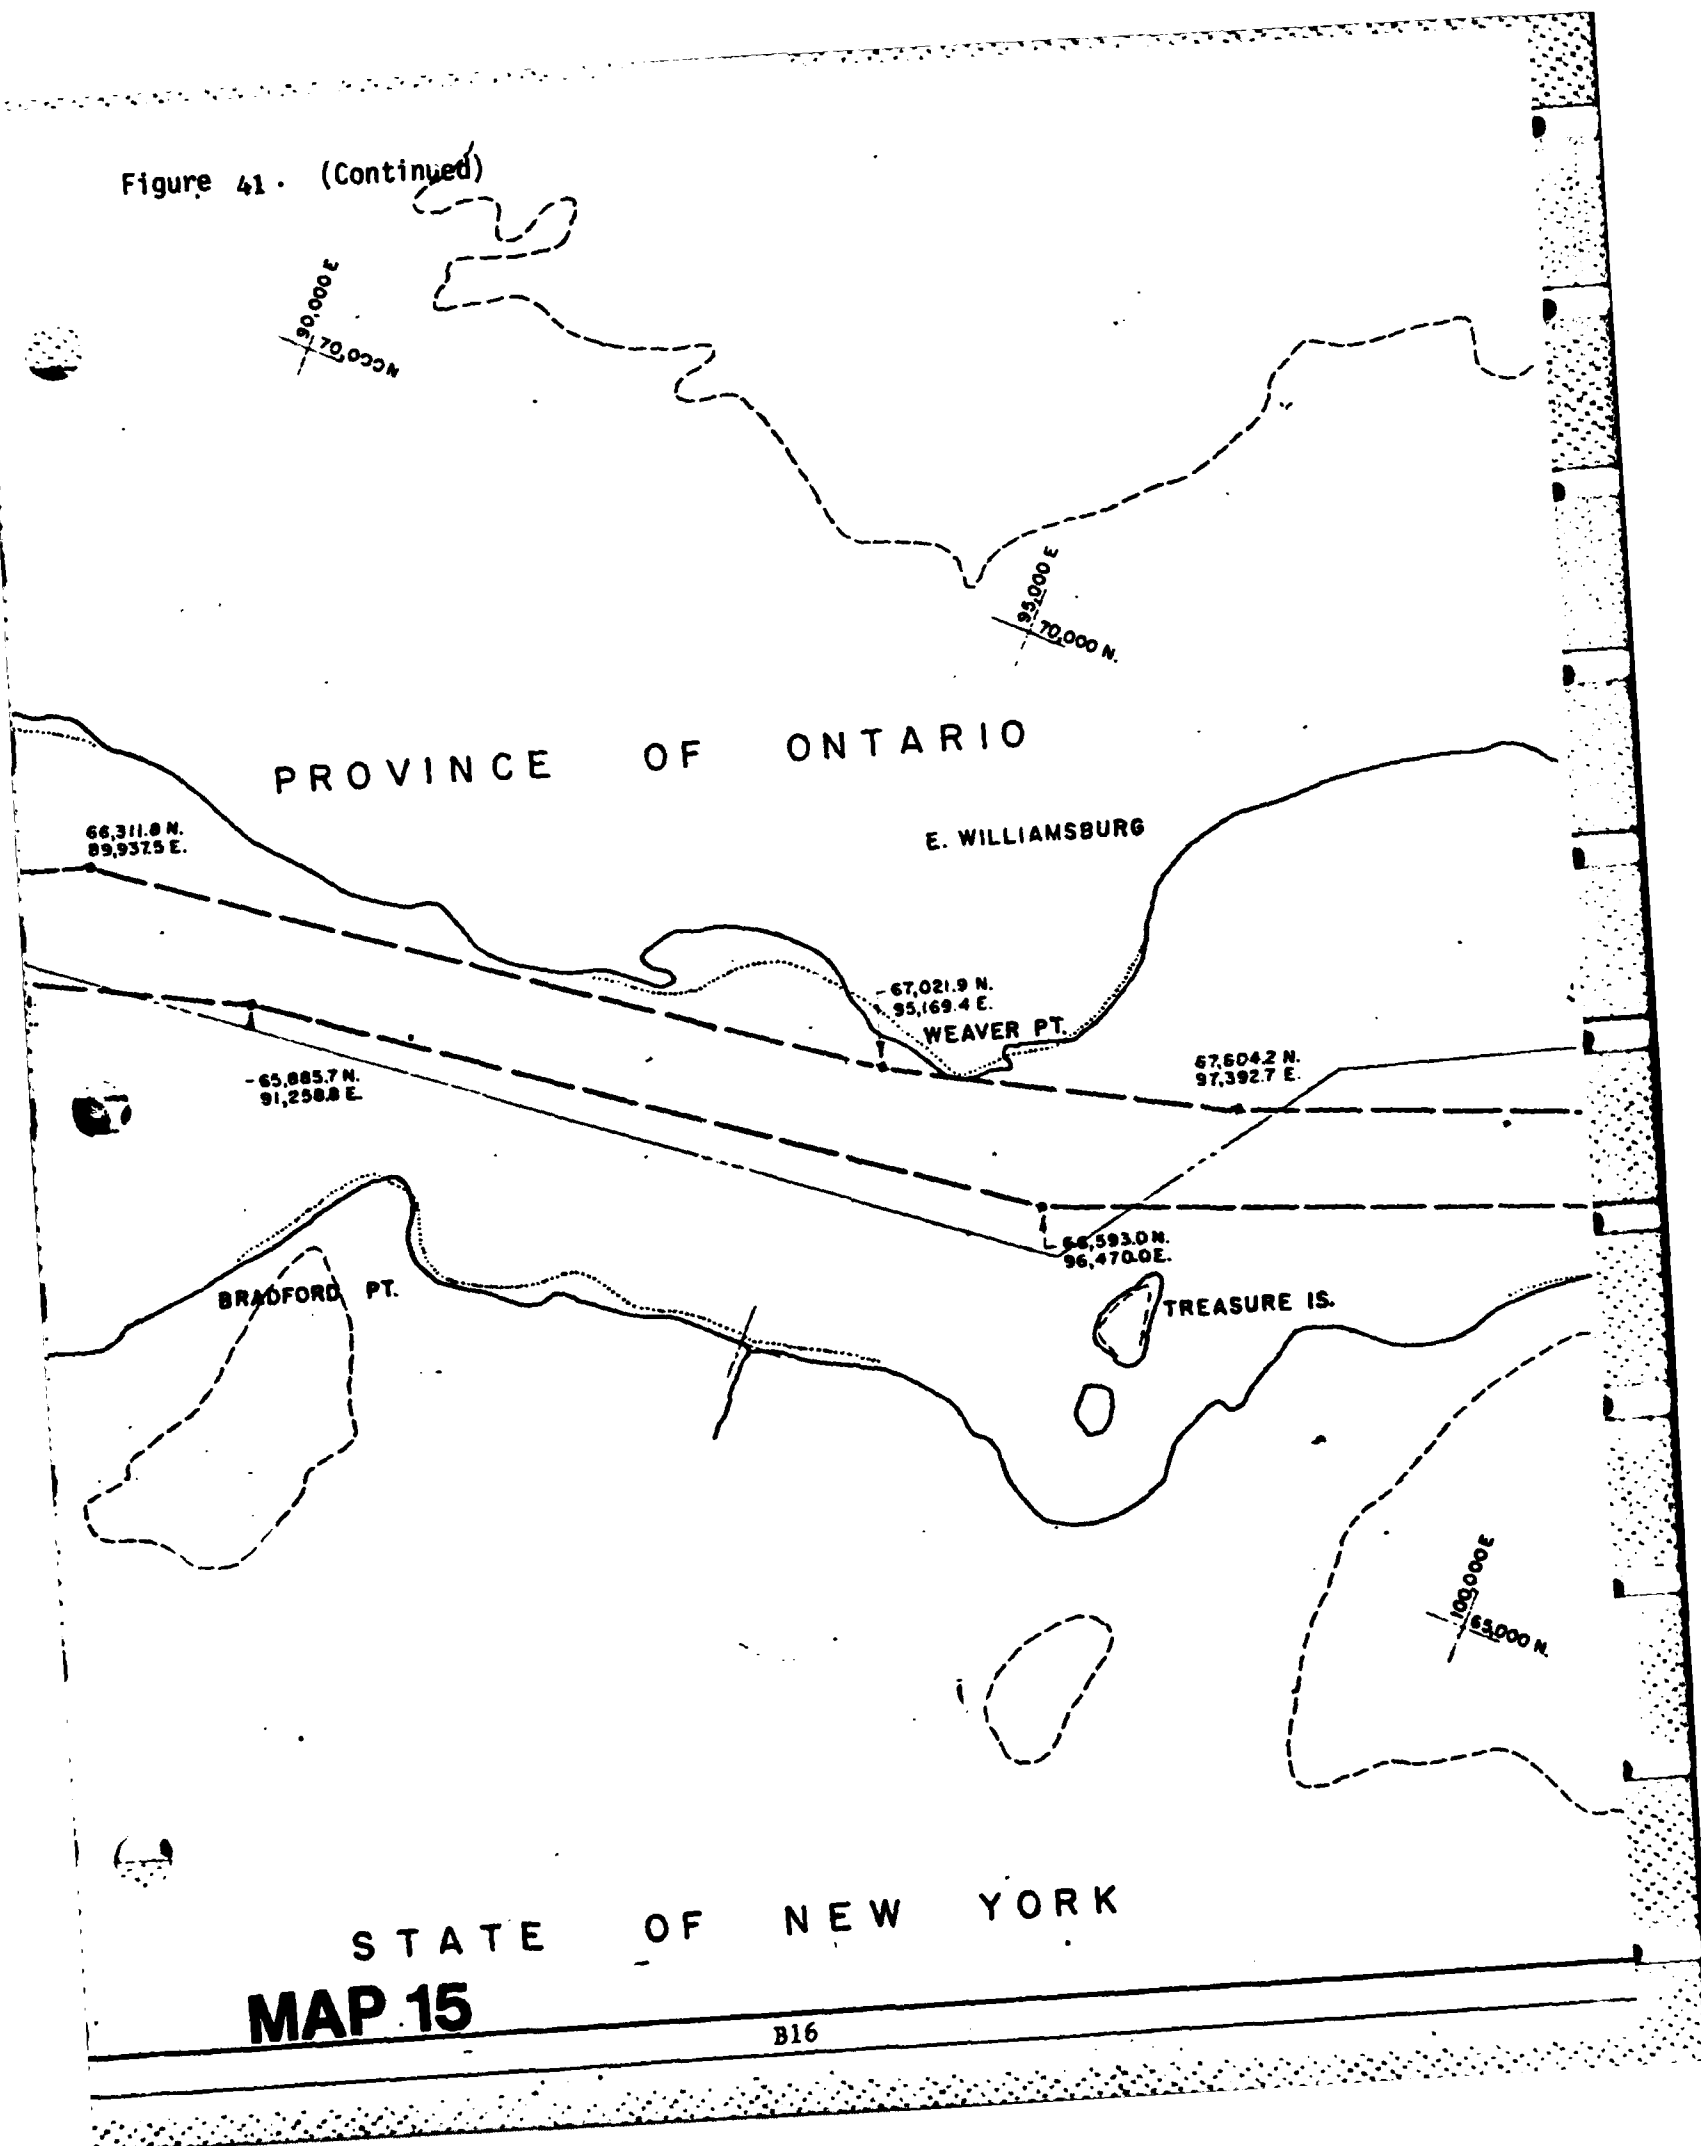 Figure 41. (Continued)
90,000 E
70,000 N
95,000 E
70,000 N.
PROVINCE OF ONTARIO
E. WILLIAMSBURG
66,311.8 N.
89,937.5 E.
67,021.9 N.
95,169.4 E.
WEAVER PT.
67,604.2 N.
97,392.7 E.
65,885.7 N.
91,258.8 E.
66,593.0 N.
96,470.0 E.
BRADFORD PT.
TREASURE IS.
100,000 E
65,000 N.
STATE OF NEW YORK
MAP 15
B16